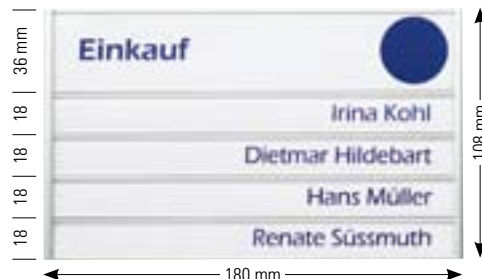 36 mm
Einkauf
18
Irina Kohl
18
Dietmar Hildebart
18
Hans Müller
18
Renate Süssmuth
108 mm
180 mm